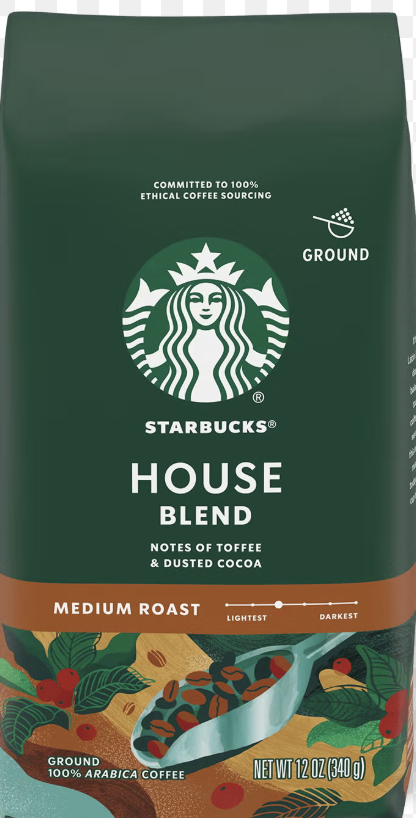 COMMITTED TO 100%
ETHICAL COFFEE SOURCING
GROUND
®
STARBUCKS®
HOUSE
BLEND
NOTES OF TOFFEE
& DUSTED COCOA
MEDIUM ROAST
LIGHTEST DARKEST
GROUND
100% ARABICA COFFEE
NET WT 12 OZ (340 g)